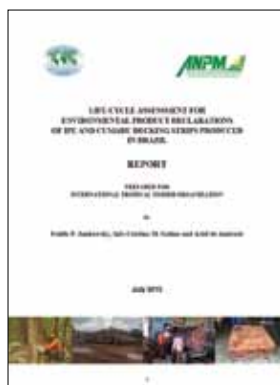 ANPM
LIFE CYCLE ASSESSMENT FOR
ENVIRONMENTAL PRODUCT DECLARATIONS
OF IPE AND CUMARU DECKING STRIPS PRODUCED
IN BRAZIL
REPORT
PREPARED FOR
INTERNATIONAL TROPICAL TIMBER ORGANIZATION
by
July 2015